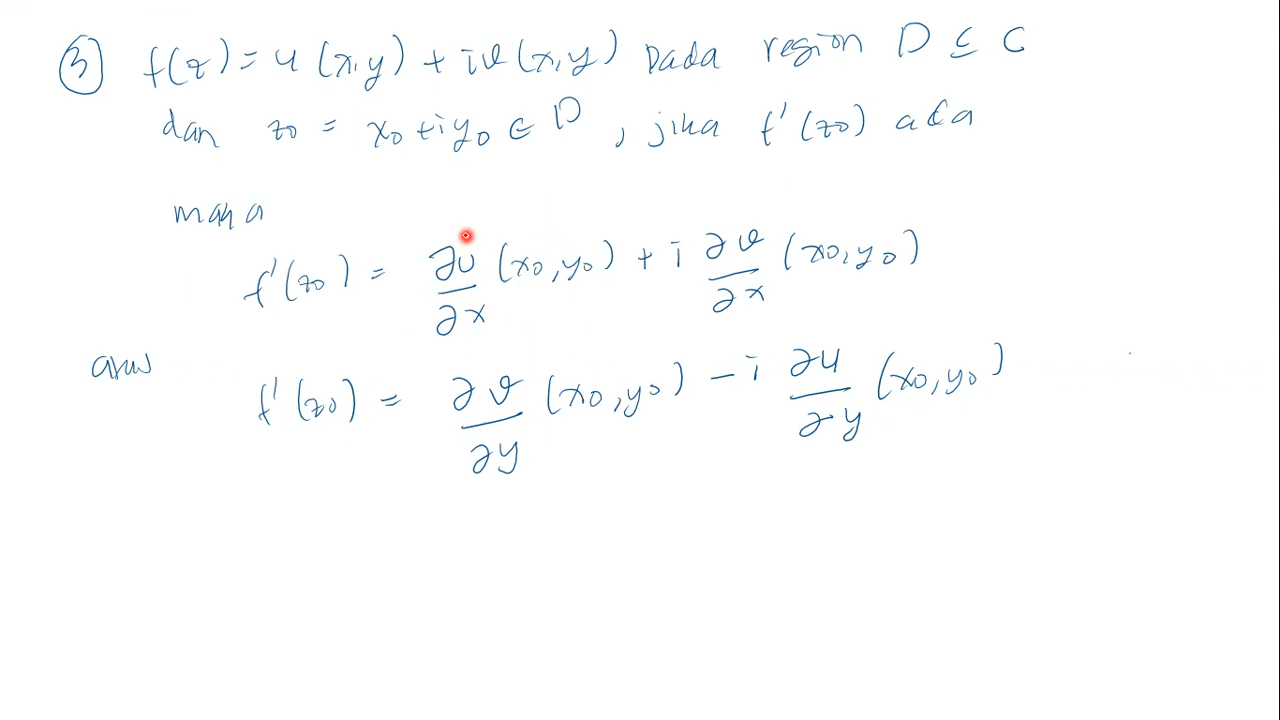 ③ f(z) = u(x,y) + iv(x,y) pada region D ⊆ C
dan z0 = x0 + iy0 ∈ D , jika f'(z0) ada
maka
f'(z0) = ∂u/∂x (x0,y0) + i ∂v/∂x (x0,y0)
atau
f'(z0) = ∂v/∂y (x0,y0) - i ∂u/∂y (x0,y0)